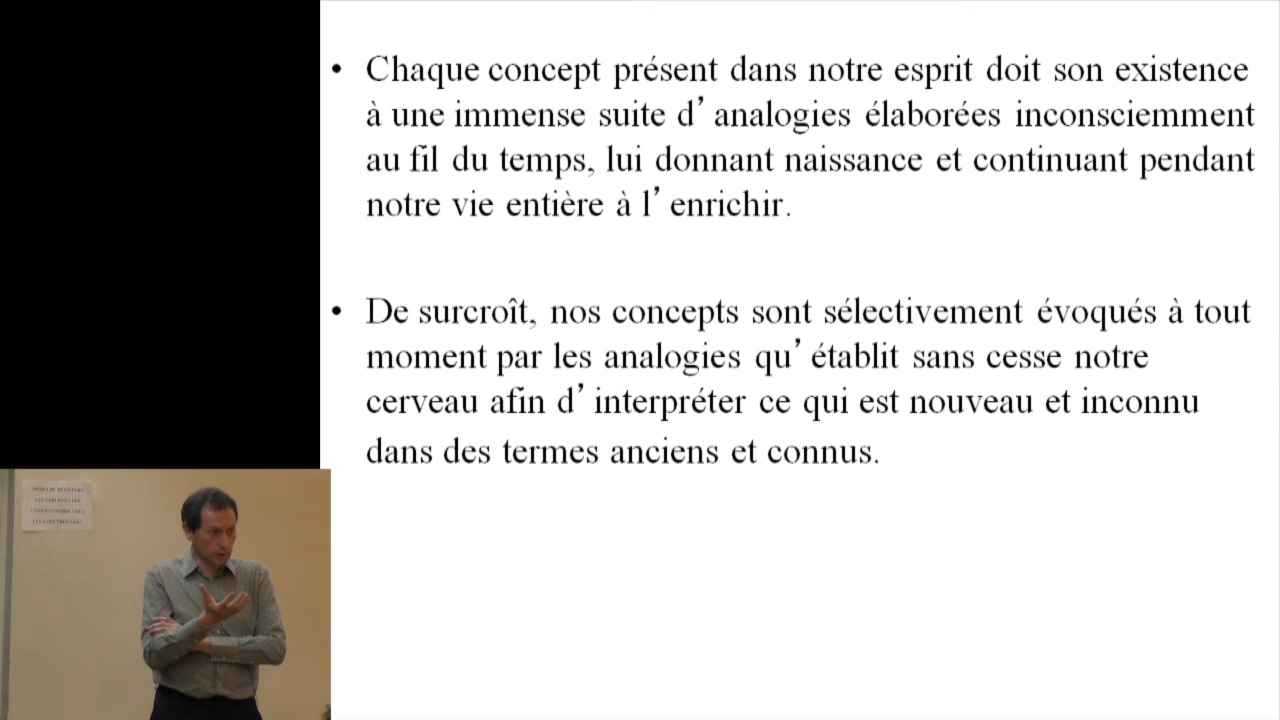 • Chaque concept présent dans notre esprit doit son existence
à une immense suite d’ analogies élaborées inconsciemment
au fil du temps, lui donnant naissance et continuant pendant
notre vie entière à l’ enrichir.
• De surcroît, nos concepts sont sélectivement évoqués à tout
moment par les analogies qu’ établit sans cesse notre
cerveau afin d’ interpréter ce qui est nouveau et inconnu
dans des termes anciens et connus.